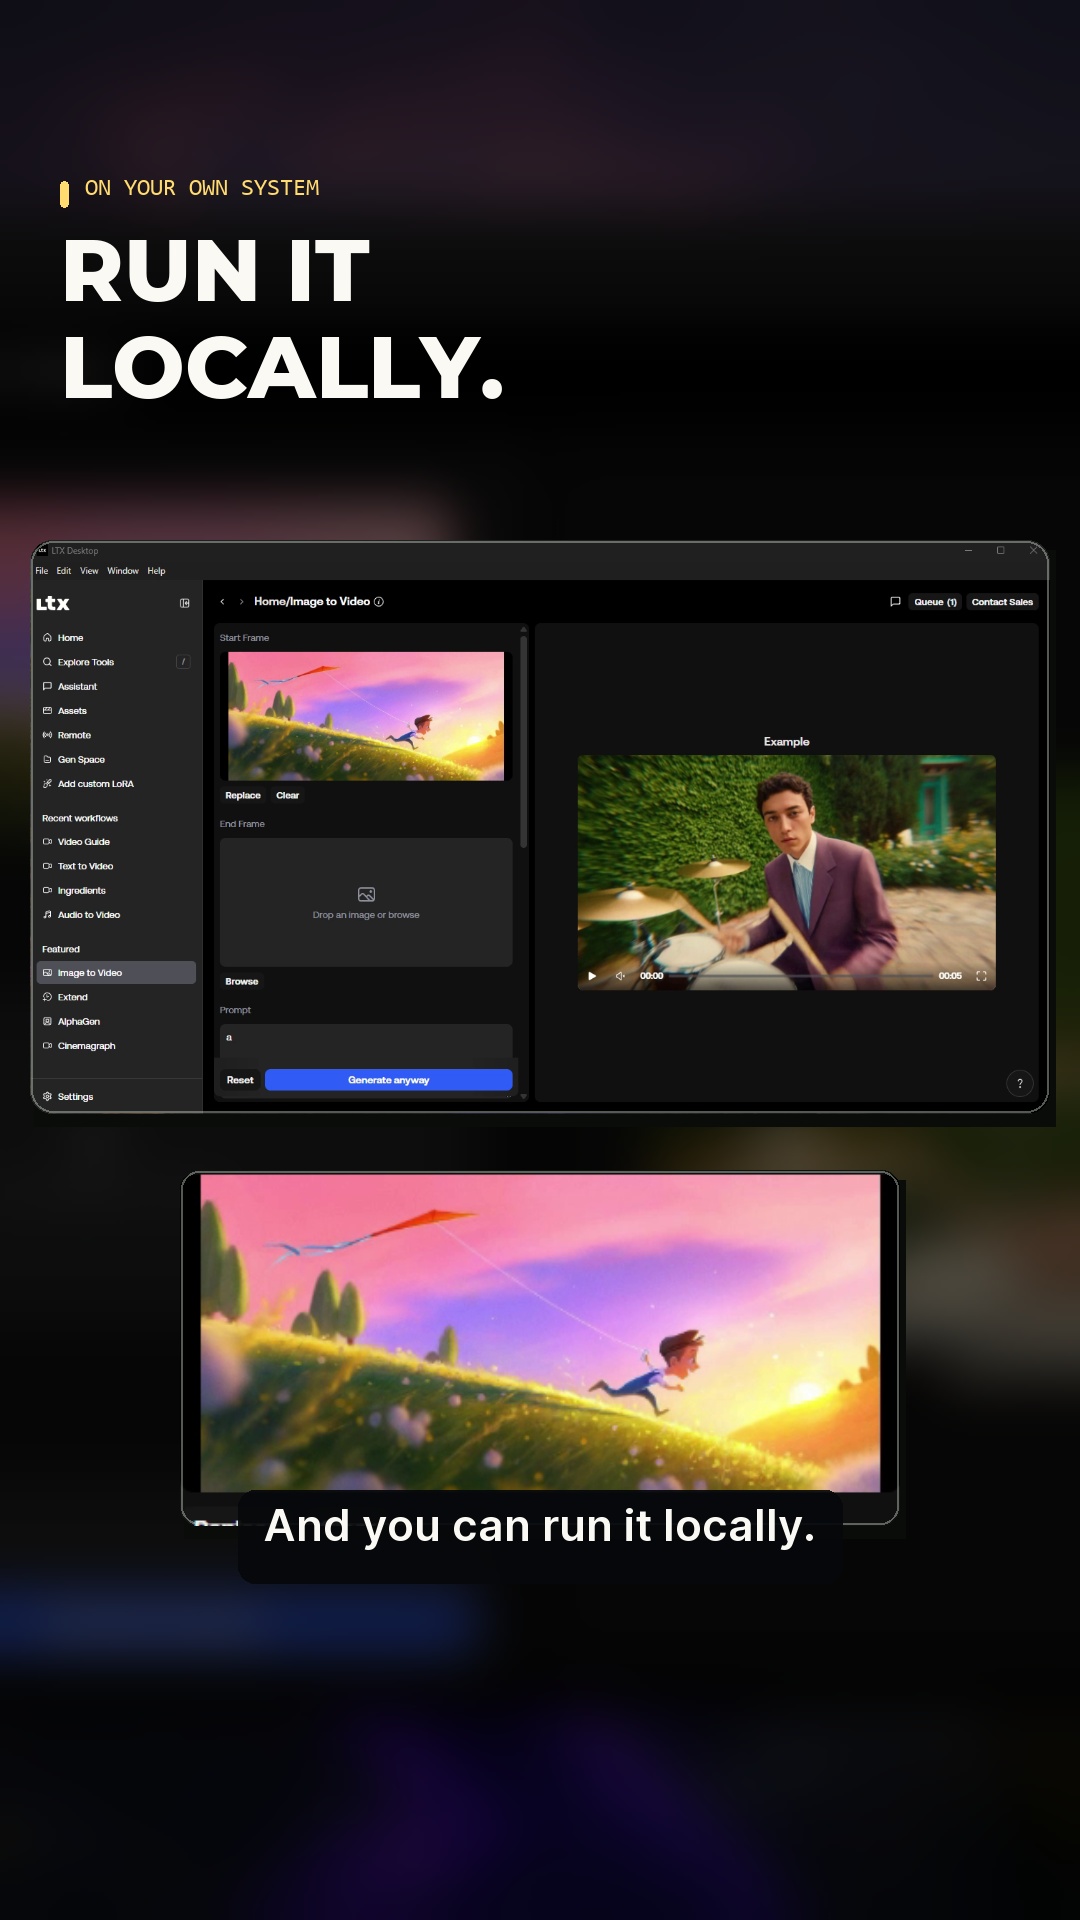 ON YOUR OWN SYSTEM
RUN IT
LOCALLY.
LTX Desktop
File Edit View Window Help
LTX
Home
Explore Tools /
Assistant
Assets
Remote
Gen Space
Add custom LoRA
Recent workflows
Video Guide
Text to Video
Ingredients
Audio to Video
Featured
Image to Video
Extend
AlphaGen
Cinemagraph
Settings
Home/Image to Video
Queue (1) Contact Sales
Start Frame
Replace Clear
End Frame
Drop an image or browse
Browse
Prompt
a
Reset Generate anyway
Example
00:00 00:05
?
And you can run it locally.